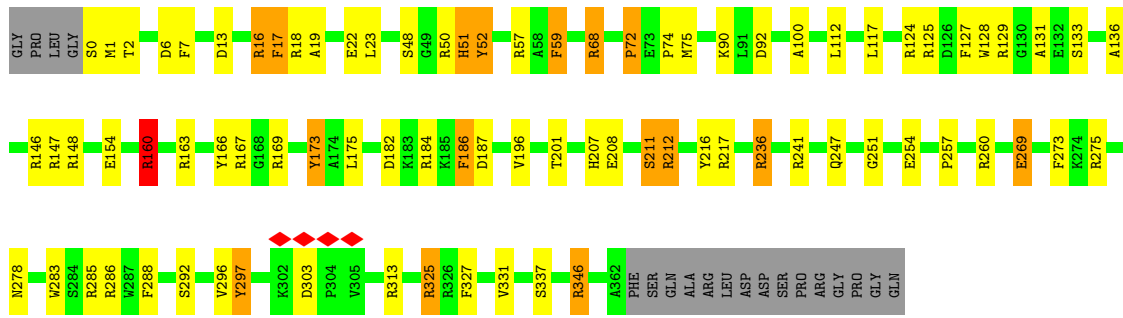 GLY PRO LEU GLY S0 M1 T2 D6 F7 D13 R16 F17 R18 A19 E22 L23 S48 G49 R50 H51 Y52 R57 A58 F59 R68 P72 E73 P74 M75 K90 L91 D92 A100 L112 L117 R124 R125 D126 F127 W128 R129 G130 A131 E132 S133 A136
R146 R147 R148 E154 R160 R163 Y166 R167 G168 R169 Y173 A174 L175 D182 K183 R184 K185 F186 D187 V196 T201 H207 E208 S211 R212 Y216 R217 R236 R241 Q247 G251 E254 P257 R260 E269 F273 K274 R275
N278 W283 S284 R285 R286 W287 F288 S292 V296 Y297 K302 D303 P304 V305 R313 R325 R326 F327 V331 S337 R346 A362 PHE SER GLN ALA ARG LEU ASP ASP SER PRO ARG GLY PRO GLY GLN